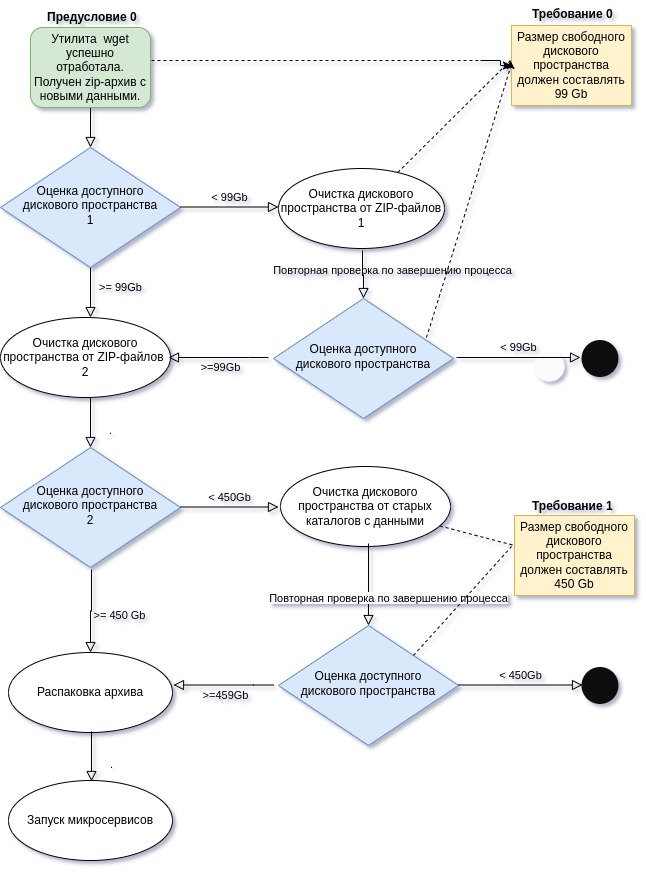 Предусловие 0
Утилита wget
успешно
отработала.
Получен zip-архив с
новыми данными.
Требование 0
Размер свободного
дискового
пространства
должен составлять
99 Gb
Оценка доступного
дискового пространства
1
< 99Gb
Очистка дискового
пространства от ZIP-файлов
1
Повторная проверка по завершению процесса
>= 99Gb
Очистка дискового
пространства от ZIP-файлов
2
>=99Gb
Оценка доступного
дискового пространства
< 99Gb
.
Оценка доступного
дискового пространства
2
< 450Gb
Очистка дискового
пространства от старых
каталогов с данными
Требование 1
Размер свободного
дискового
пространства
должен составлять
450 Gb
Повторная проверка по завершению процесса
>= 450 Gb
Распаковка архива
>=459Gb
Оценка доступного
дискового пространства
< 450Gb
.
Запуск микросервисов